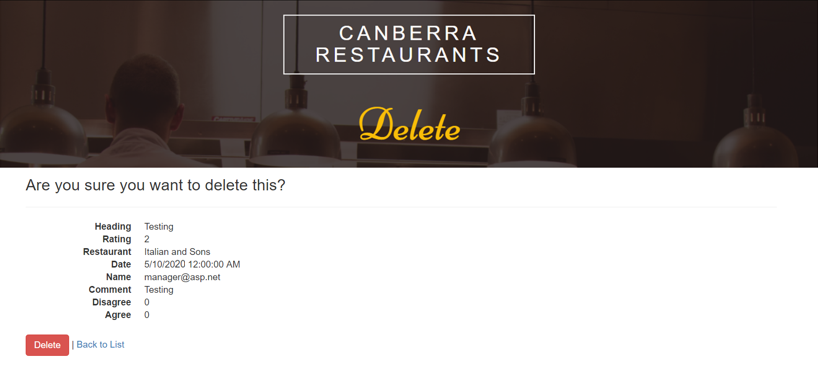 CANBERRA
RESTAURANTS
Delete
Are you sure you want to delete this?
Heading Testing
Rating 2
Restaurant Italian and Sons
Date 5/10/2020 12:00:00 AM
Name manager@asp.net
Comment Testing
Disagree 0
Agree 0
Delete | Back to List